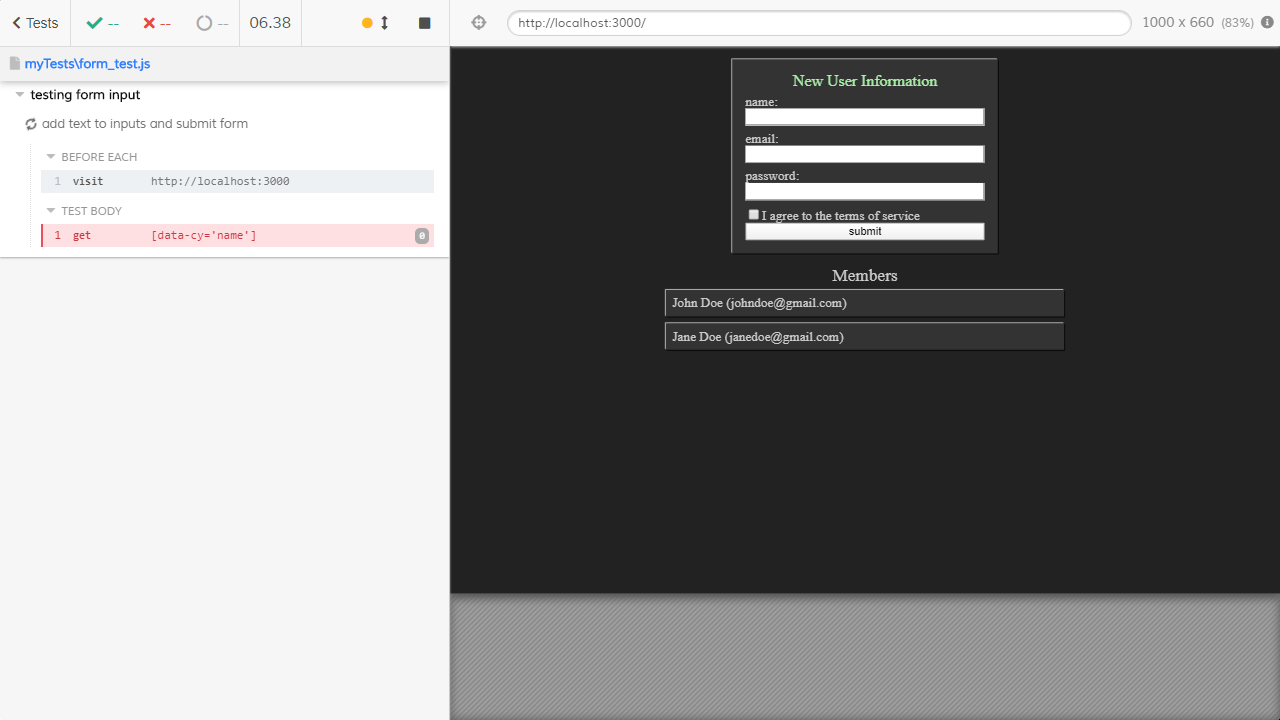 Tests -- -- -- 06.38
myTests\form_test.js
testing form input
add text to inputs and submit form
BEFORE EACH
1 visit http://localhost:3000
TEST BODY
1 get [data-cy='name'] 0
http://localhost:3000/ 1000 x 660 (83%)
New User Information
name:
email:
password:
I agree to the terms of service
submit
Members
John Doe (johndoe@gmail.com)
Jane Doe (janedoe@gmail.com)